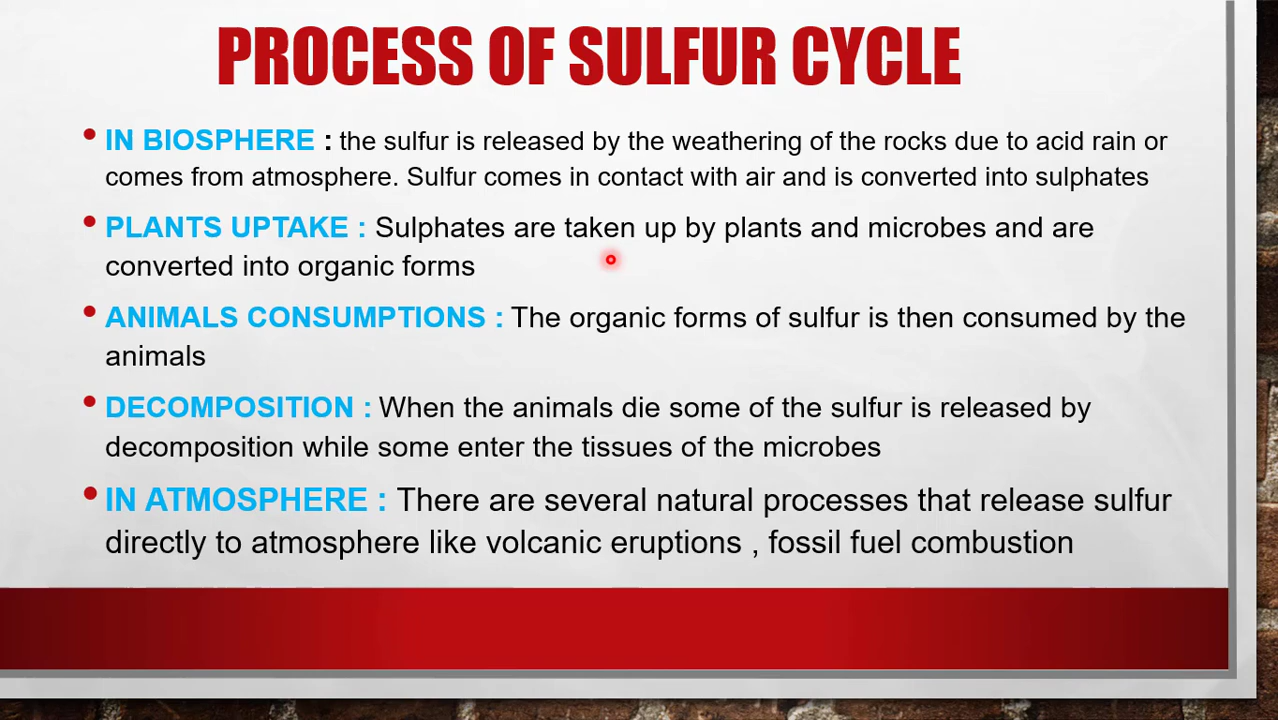 PROCESS OF SULFUR CYCLE
• IN BIOSPHERE : the sulfur is released by the weathering of the rocks due to acid rain or
comes from atmosphere. Sulfur comes in contact with air and is converted into sulphates
• PLANTS UPTAKE : Sulphates are taken up by plants and microbes and are
converted into organic forms
• ANIMALS CONSUMPTIONS : The organic forms of sulfur is then consumed by the
animals
• DECOMPOSITION : When the animals die some of the sulfur is released by
decomposition while some enter the tissues of the microbes
• IN ATMOSPHERE : There are several natural processes that release sulfur
directly to atmosphere like volcanic eruptions , fossil fuel combustion